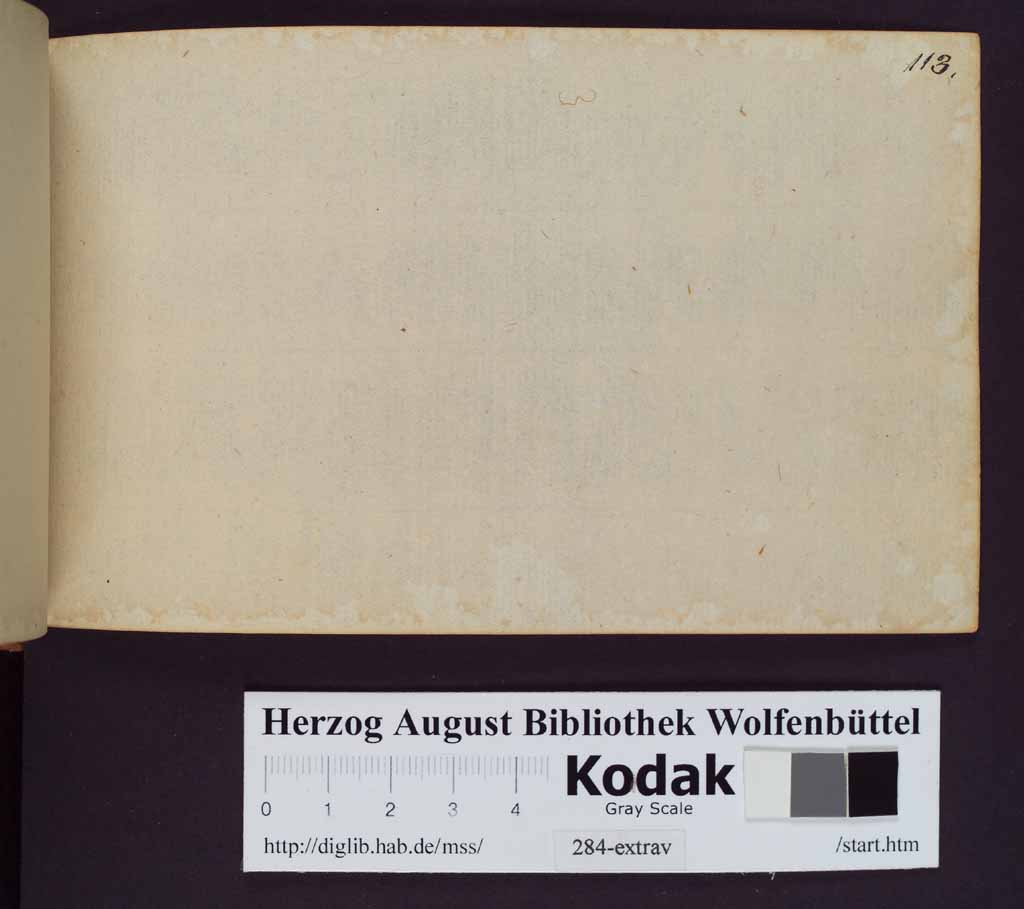 113.
Herzog August Bibliothek Wolfenbüttel
Kodak
0 1 2 3 4
Gray Scale
http://diglib.hab.de/mss/ 284-extrav /start.htm